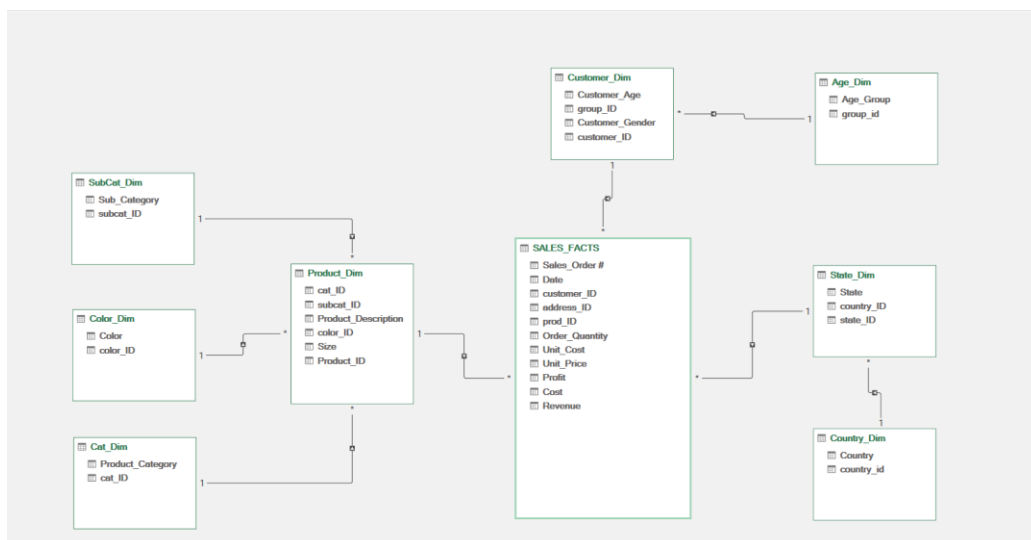 Customer_Dim
Customer_Age
group_ID
Customer_Gender
customer_ID
Age_Dim
Age_Group
group_id
*
1
1
*
SubCat_Dim
Sub_Category
subcat_ID
1
*
Product_Dim
cat_ID
subcat_ID
Product_Description
color_ID
Size
Product_ID
Color_Dim
Color
color_ID
1
*
*
Cat_Dim
Product_Category
cat_ID
1
SALES_FACTS
Sales_Order #
Date
customer_ID
address_ID
prod_ID
Order_Quantity
Unit_Cost
Unit_Price
Profit
Cost
Revenue
1
*
*
1
State_Dim
State
country_ID
state_ID
*
1
Country_Dim
Country
country_id